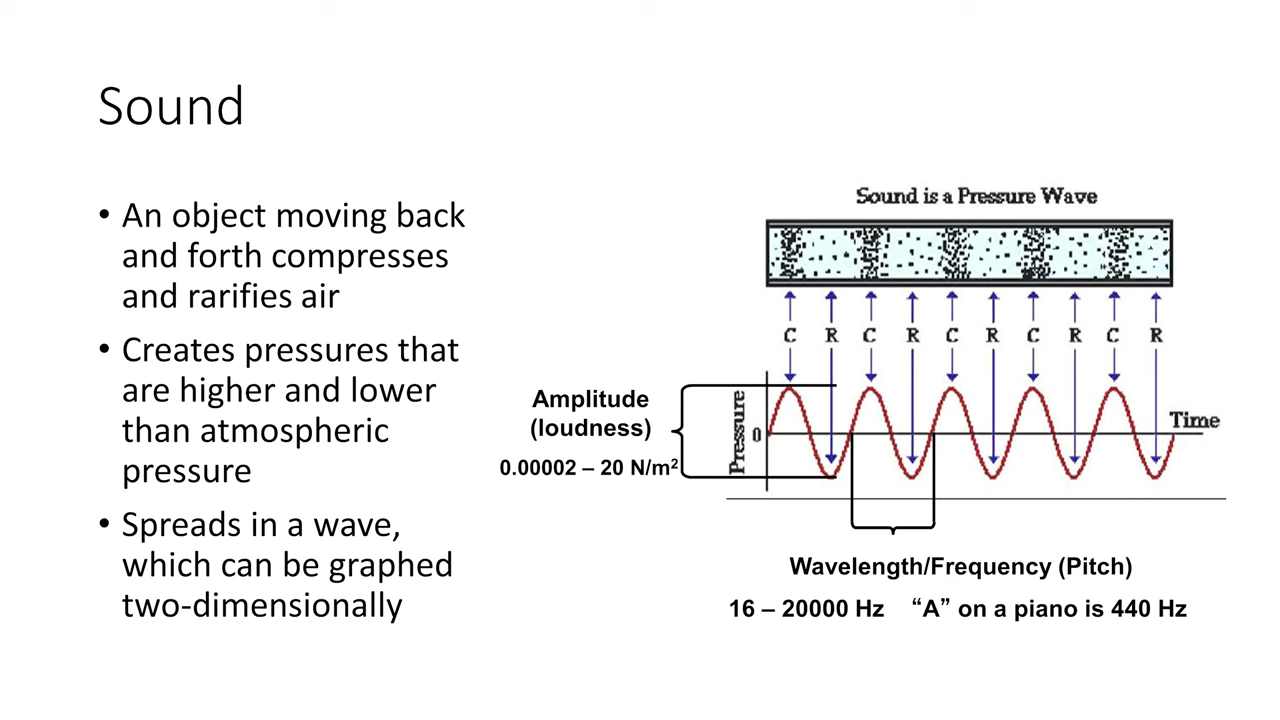 Sound
• An object moving back
and forth compresses
and rarifies air
• Creates pressures that
are higher and lower
than atmospheric
pressure
• Spreads in a wave,
which can be graphed
two-dimensionally
Sound is a Pressure Wave
C R C R C R C R C R
Amplitude
(loudness)
0.00002 – 20 N/m²
Pressure
0
Time
Wavelength/Frequency (Pitch)
16 – 20000 Hz “A” on a piano is 440 Hz